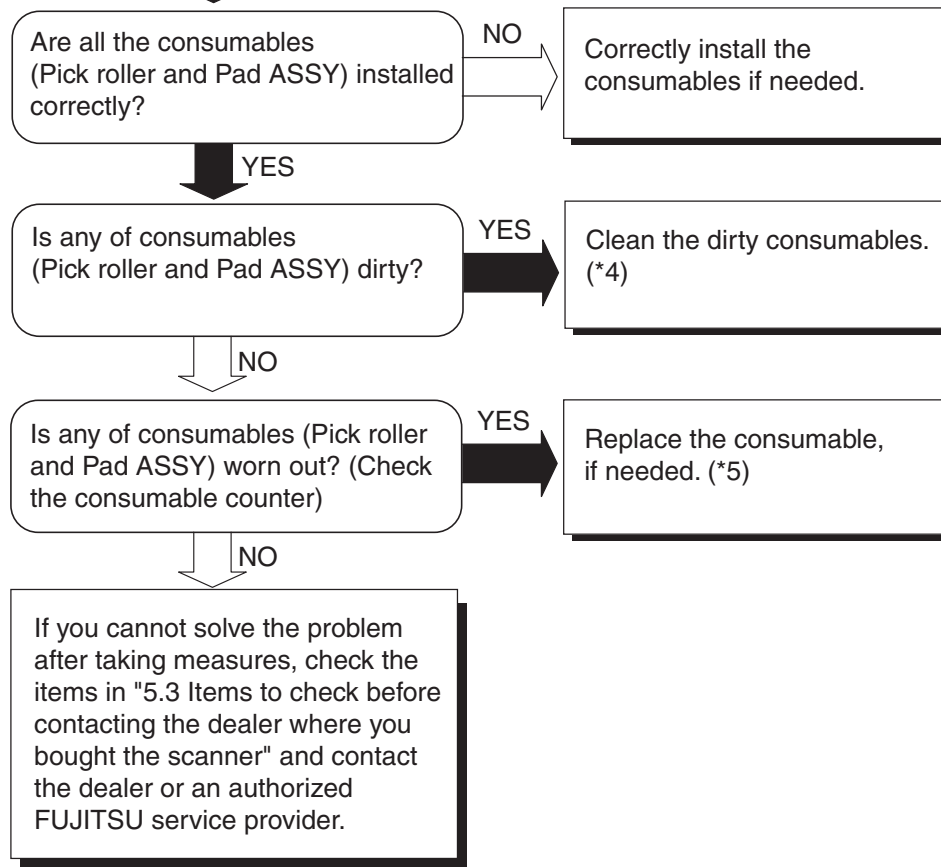 Are all the consumables
(Pick roller and Pad ASSY) installed
correctly?
NO
Correctly install the
consumables if needed.
YES
Is any of consumables
(Pick roller and Pad ASSY) dirty?
YES
Clean the dirty consumables.
(*4)
NO
Is any of consumables (Pick roller
and Pad ASSY) worn out? (Check
the consumable counter)
YES
Replace the consumable,
if needed. (*5)
NO
If you cannot solve the problem
after taking measures, check the
items in "5.3 Items to check before
contacting the dealer where you
bought the scanner" and contact
the dealer or an authorized
FUJITSU service provider.